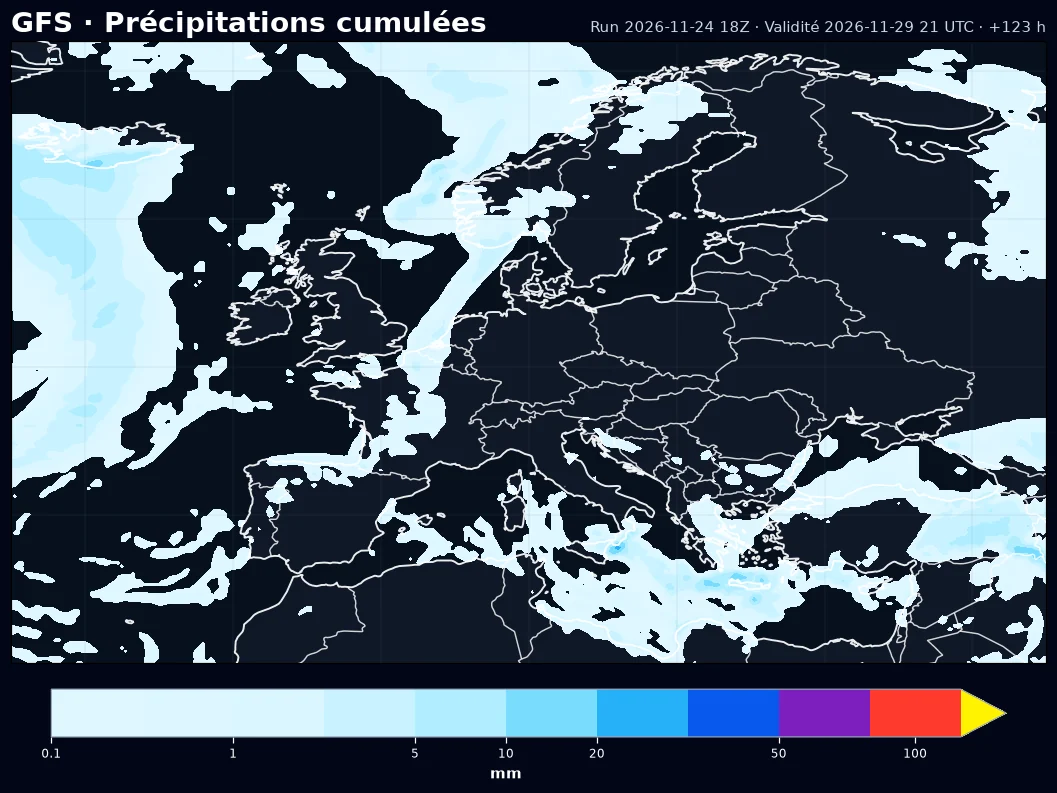 GFS · Précipitations cumulées
Run 2026-11-24 18Z · Validité 2026-11-29 21 UTC · +123 h
0.1 1 5 10 20 50 100
mm